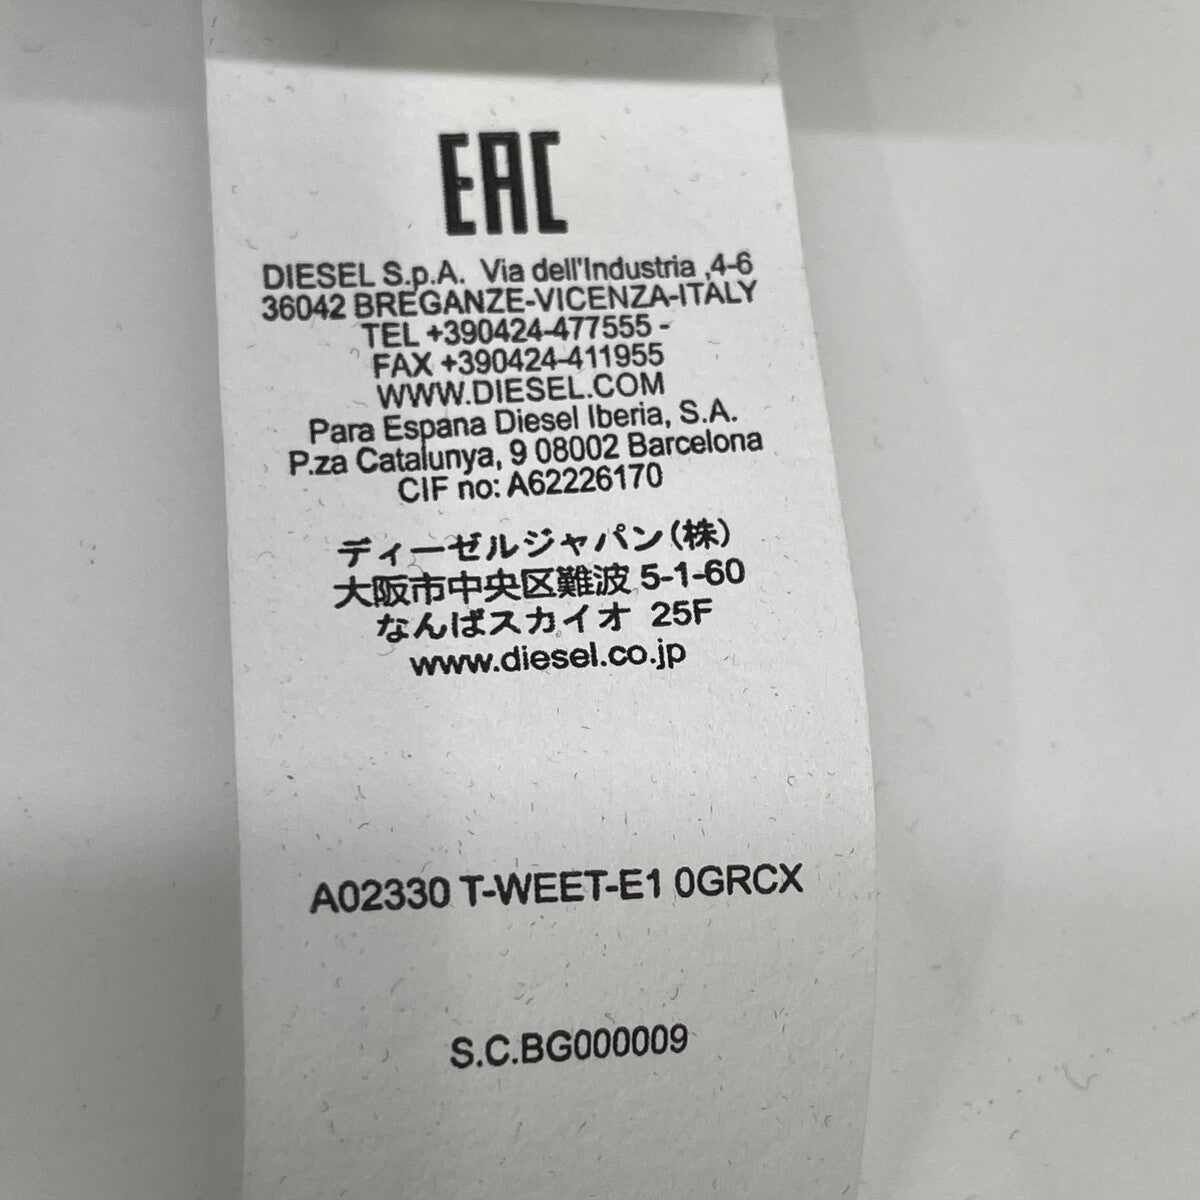 EAC
DIESEL S.p.A. Via dell'Industria ,4-6
36042 BREGANZE-VICENZA-ITALY
TEL +390424-477555 -
FAX +390424-411955
WWW.DIESEL.COM
Para Espana Diesel Iberia, S.A.
P.za Catalunya, 9 08002 Barcelona
CIF no: A62226170
ディーゼルジャパン(株)
大阪市中央区難波 5-1-60
なんばスカイオ 25F
www.diesel.co.jp
A02330 T-WEET-E1 0GRCX
S.C.BG000009